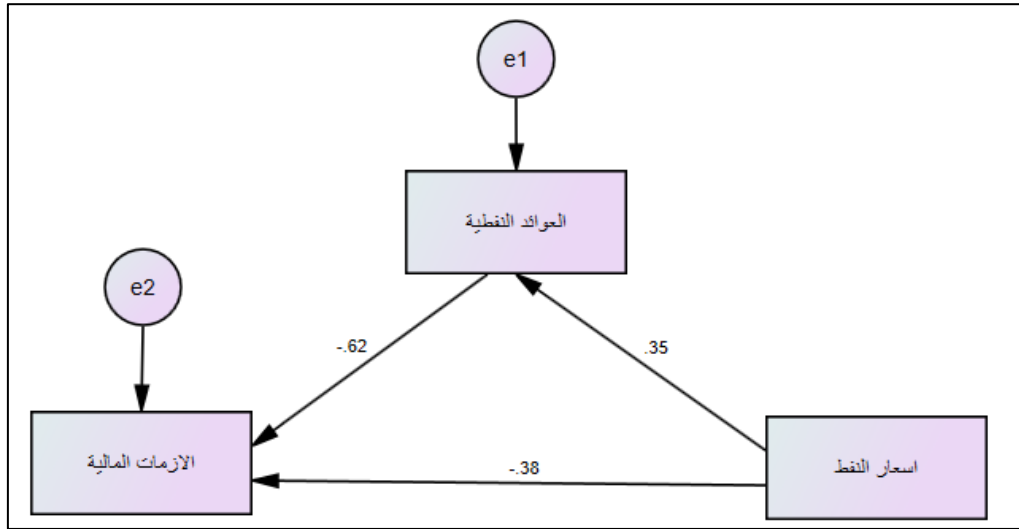 e1
العوائد النفطية
e2
-.62
.35
الازمات المالية
-.38
اسعار النفط